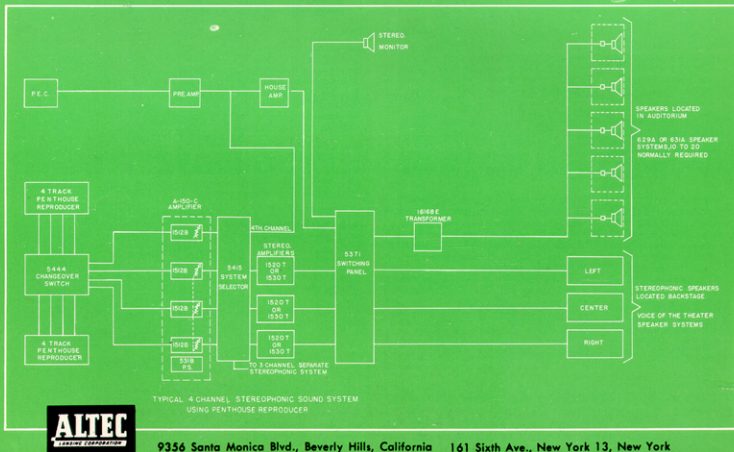 STEREO.
MONITOR
P.E.C.
PREAMP.
HOUSE
AMP.
SPEAKERS LOCATED
IN AUDITORIUM
629A OR 631A SPEAKER
SYSTEMS,10 TO 20
NORMALLY REQUIRED
4 TRACK
PENTHOUSE
REPRODUCER
5444
CHANGEOVER
SWITCH
4 TRACK
PENTHOUSE
REPRODUCER
A-150-C
AMPLIFIER
1512B
1512B
1512B
1512B
531B
P.S.
5415
SYSTEM
SELECTOR
4TH.CHANNEL
STEREO.
AMPLIFIERS
1520T
OR
1530T
1520T
OR
1530T
1520T
OR
1530T
TO 3 CHANNEL SEPARATE
STEREOPHONIC SYSTEM
5371
SWITCHING
PANEL
16168E
TRANSFORMER
LEFT
CENTER
RIGHT
STEREOPHONIC SPEAKERS
LOCATED BACKSTAGE
VOICE OF THE THEATER
SPEAKER SYSTEMS
TYPICAL 4 CHANNEL STEREOPHONIC SOUND SYSTEM
USING PENTHOUSE REPRODUCER
ALTEC
LANSING CORPORATION
9356 Santa Monica Blvd., Beverly Hills, California 161 Sixth Ave., New York 13, New York